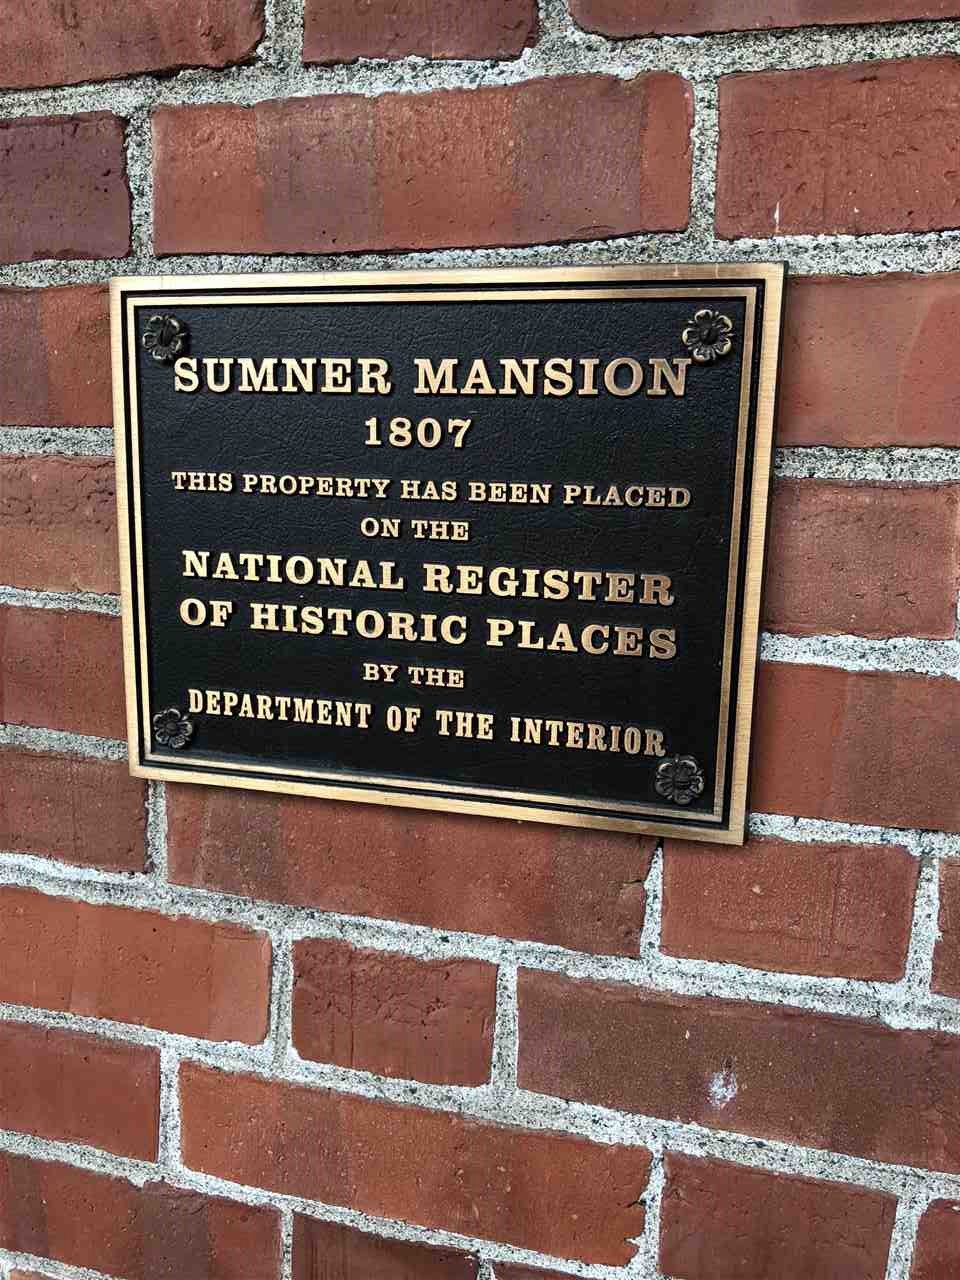 SUMNER MANSION
1807
THIS PROPERTY HAS BEEN PLACED
ON THE
NATIONAL REGISTER
OF HISTORIC PLACES
BY THE
DEPARTMENT OF THE INTERIOR